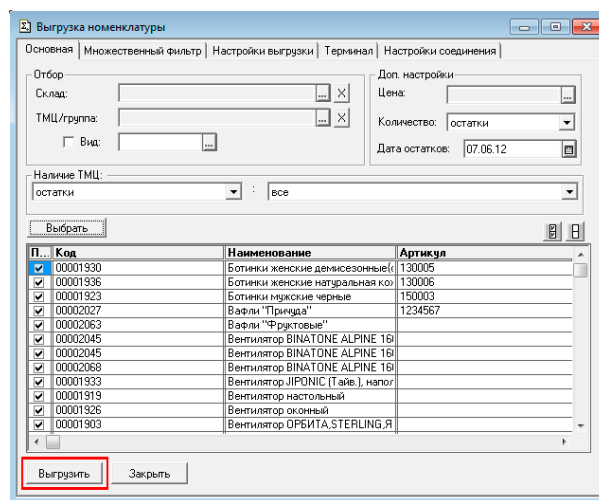 Выгрузка номенклатуры
Основная Множественный фильтр Настройки выгрузки Терминал Настройки соединения
Отбор
Доп. настройки
Склад: ... X
Цена: ...
ТМЦ/группа: ... X
Количество: остатки
Вид: ...
Дата остатков: 07.06.12
Наличие ТМЦ:
остатки : все
Выбрать
П... Код Наименование Артикул
00001930 Ботинки женские демисезонные( 130005
00001936 Ботинки женские натуральная ко 130006
00001923 Ботинки мужские черные 150003
00002027 Вафли "Причуда" 1234567
00002063 Вафли "Фруктовые"
00002045 Вентилятор BINATONE ALPINE 16
00002045 Вентилятор BINATONE ALPINE 16
00002068 Вентилятор BINATONE ALPINE 16
00001933 Вентилятор JIPONIC (Тайв.), напол
00001919 Вентилятор настольный
00001926 Вентилятор оконный
00001903 Вентилятор ОРБИТА,STERLING,Я
Выгрузить Закрыть